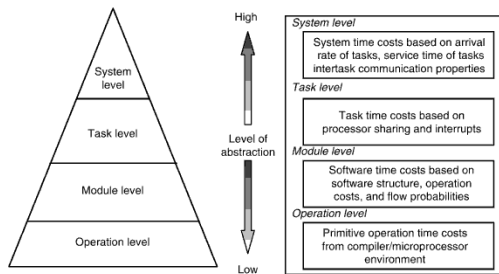 High
System
level
Task level
Module level
Operation level
Level of
abstraction
Low
System level
System time costs based on arrival
rate of tasks, service time of tasks
intertask communication properties
Task level
Task time costs based on
processor sharing and interrupts
Module level
Software time costs based on
software structure, operation
costs, and flow probabilities
Operation level
Primitive operation time costs
from compiler/microprocessor
environment